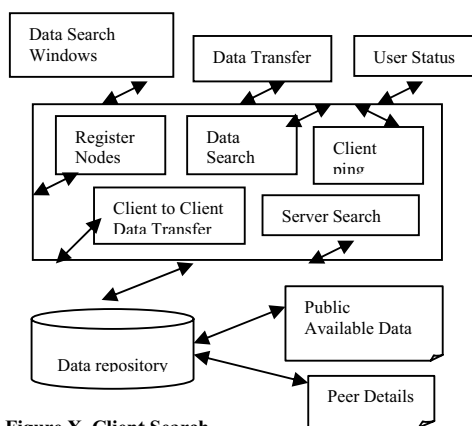 Data Search
Windows
Data Transfer
User Status
Register
Nodes
Data
Search
Client
ping
Client to Client
Data Transfer
Server Search
Public
Available Data
Data repository
Peer Details
Figure X. Client Search